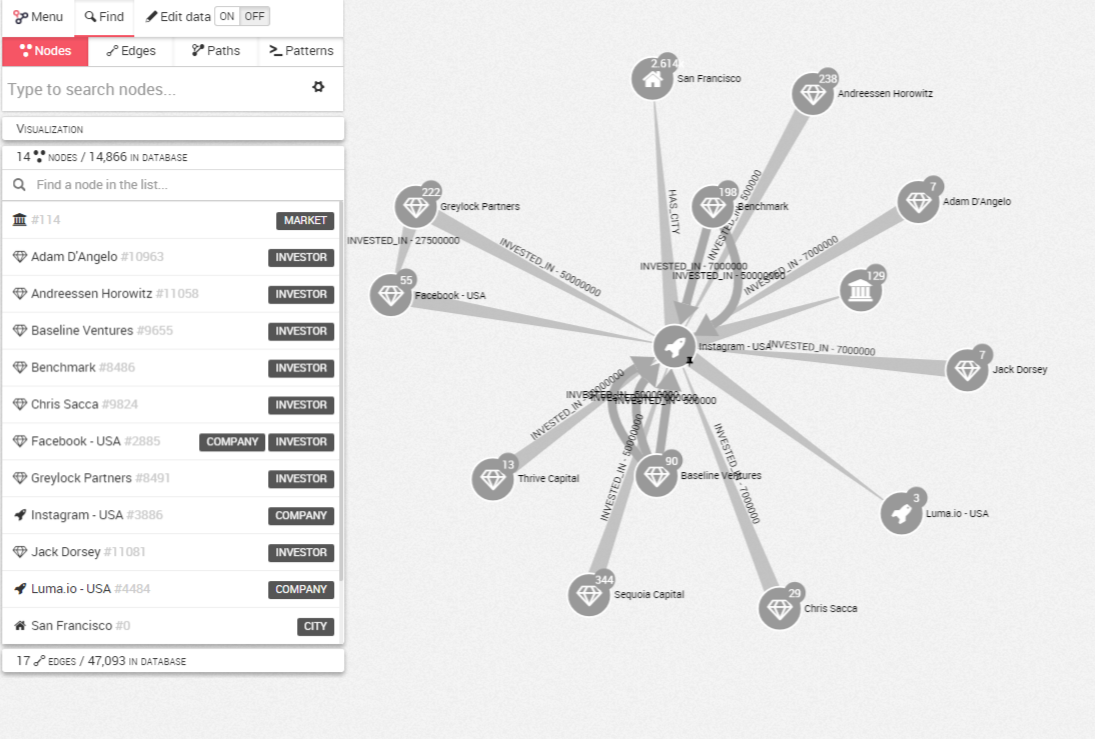 Menu Find Edit data ON OFF
Nodes Edges Paths Patterns
Type to search nodes...
VISUALIZATION
14 NODES / 14,866 IN DATABASE
Find a node in the list...
#114 MARKET
Adam D'Angelo #10963 INVESTOR
Andreessen Horowitz #11058 INVESTOR
Baseline Ventures #9655 INVESTOR
Benchmark #8486 INVESTOR
Chris Sacca #9824 INVESTOR
Facebook - USA #2885 COMPANY INVESTOR
Greylock Partners #8491 INVESTOR
Instagram - USA #3886 COMPANY
Jack Dorsey #11081 INVESTOR
Luma.io - USA #4484 COMPANY
San Francisco #0 CITY
17 EDGES / 47,093 IN DATABASE
2.614
San Francisco
238
Andreessen Horowitz
222
Greylock Partners
198
Benchmark
7
Adam D'Angelo
HAS_CITY
INVESTED_IN - 27500000
INVESTED_IN - 50000000
INVESTED_IN - 7000000
INVESTED_IN - 50000000
INVESTED_IN - 7000000
55
Facebook - USA
129
Instagram - USA
INVESTED_IN - 7000000
7
Jack Dorsey
INVESTED_IN - 500000
INVESTED_IN - 50000000
INVESTED_IN - 7000000
13
Thrive Capital
90
Baseline Ventures
3
Luma.io - USA
344
Sequoia Capital
29
Chris Sacca